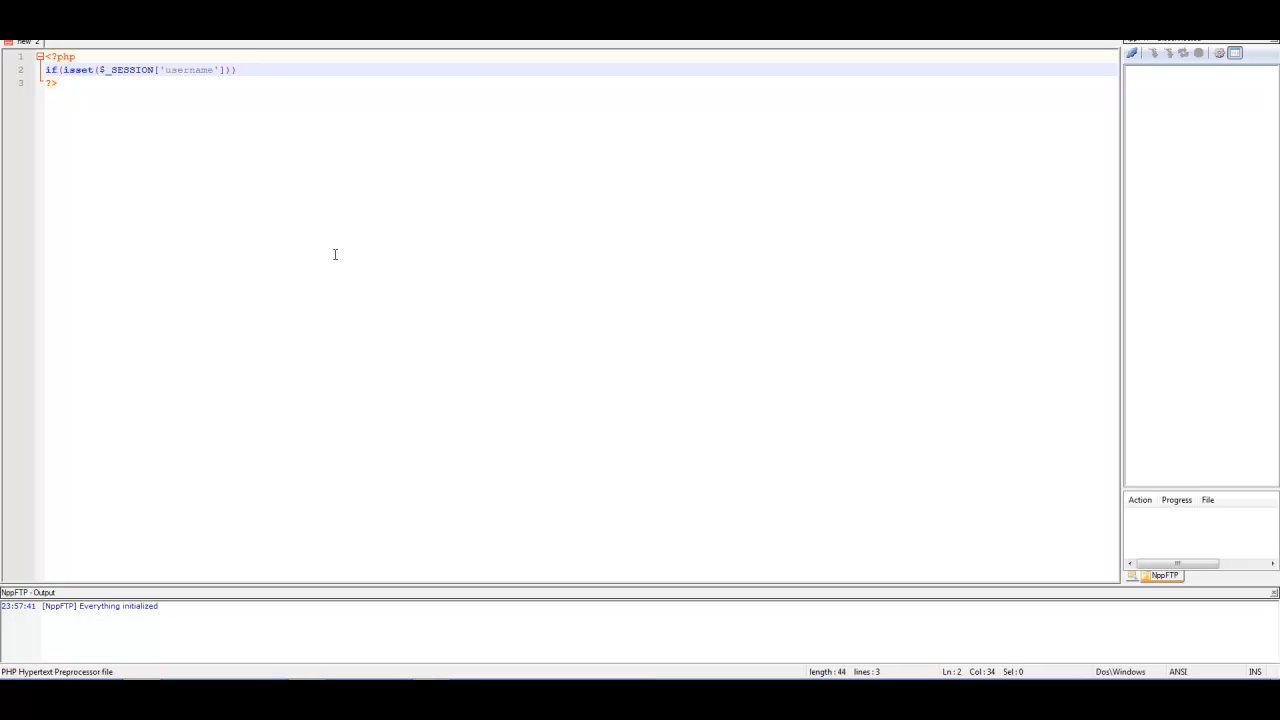 new 2
1 <?php
2 if(isset($_SESSION['username']))
3 ?>
Action Progress File
NppFTP
NppFTP - Output
23:57:41 [NppFTP] Everything initialized
PHP Hypertext Preprocessor file length : 44 lines : 3 Ln : 2 Col : 34 Sel : 0 Dos\Windows ANSI INS